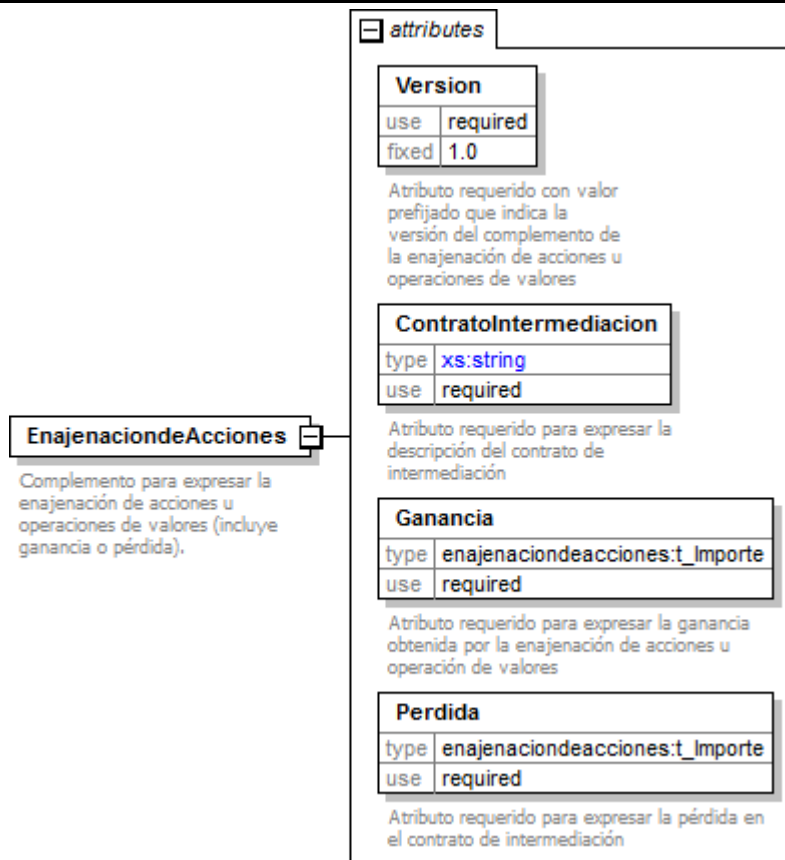 attributes
Version
use required
fixed 1.0
Atributo requerido con valor
prefijado que indica la
versión del complemento de
la enajenación de acciones u
operaciones de valores
ContratoIntermediacion
type xs:string
use required
Atributo requerido para expresar la
descripción del contrato de
intermediación
EnajenaciondeAcciones
Complemento para expresar la
enajenación de acciones u
operaciones de valores (incluye
ganancia o pérdida).
Ganancia
type enajenaciondeacciones:t_Importe
use required
Atributo requerido para expresar la ganancia
obtenida por la enajenación de acciones u
operación de valores
Perdida
type enajenaciondeacciones:t_Importe
use required
Atributo requerido para expresar la pérdida en
el contrato de intermediación